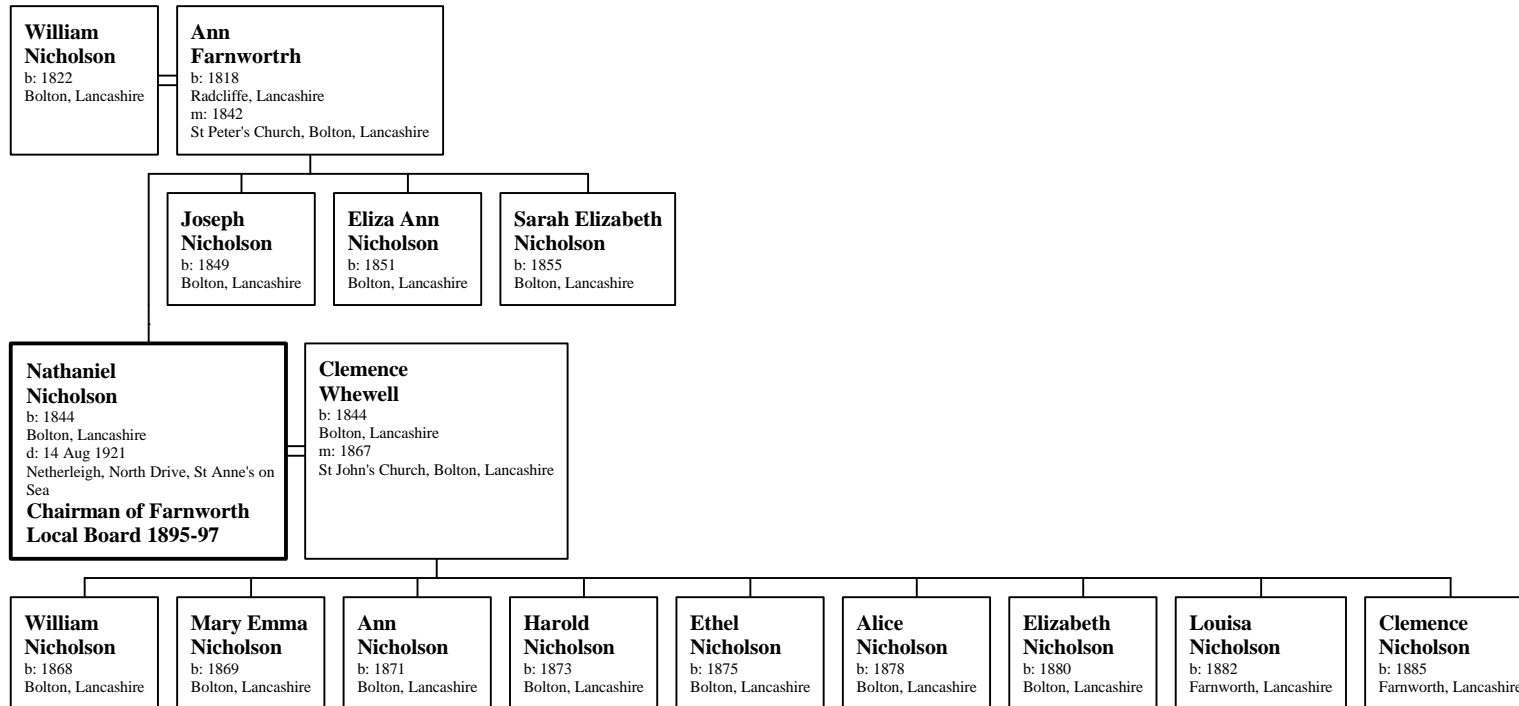 William
Nicholson
b: 1822
Bolton, Lancashire
Ann
Farnwortrh
b: 1818
Radcliffe, Lancashire
m: 1842
St Peter's Church, Bolton, Lancashire
Joseph
Nicholson
b: 1849
Bolton, Lancashire
Eliza Ann
Nicholson
b: 1851
Bolton, Lancashire
Sarah Elizabeth
Nicholson
b: 1855
Bolton, Lancashire
Nathaniel
Nicholson
b: 1844
Bolton, Lancashire
d: 14 Aug 1921
Netherleigh, North Drive, St Anne's on
Sea
Chairman of Farnworth
Local Board 1895-97
Clemence
Whewell
b: 1844
Bolton, Lancashire
m: 1867
St John's Church, Bolton, Lancashire
William
Nicholson
b: 1868
Bolton, Lancashire
Mary Emma
Nicholson
b: 1869
Bolton, Lancashire
Ann
Nicholson
b: 1871
Bolton, Lancashire
Harold
Nicholson
b: 1873
Bolton, Lancashire
Ethel
Nicholson
b: 1875
Bolton, Lancashire
Alice
Nicholson
b: 1878
Bolton, Lancashire
Elizabeth
Nicholson
b: 1880
Bolton, Lancashire
Louisa
Nicholson
b: 1882
Farnworth, Lancashire
Clemence
Nicholson
b: 1885
Farnworth, Lancashire